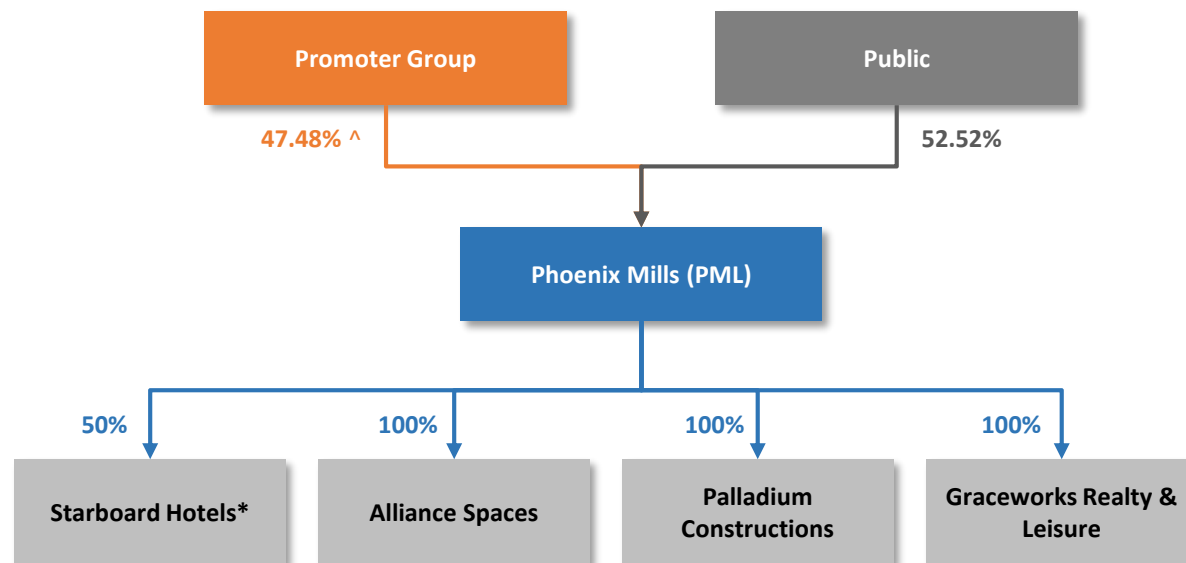 Promoter Group
Public
47.48% ^
52.52%
Phoenix Mills (PML)
50%
100%
100%
100%
Starboard Hotels*
Alliance Spaces
Palladium
Constructions
Graceworks Realty &
Leisure